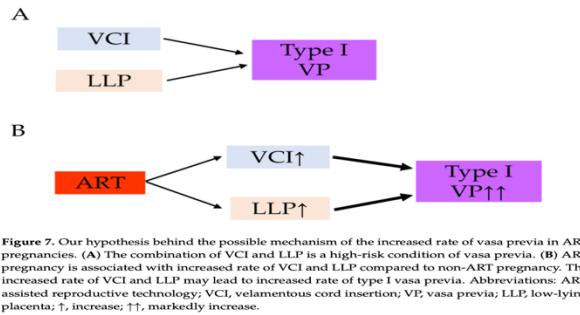 A
VCI
LLP
Type I
VP
B
ART
VCI↑
LLP↑
Type I
VP↑↑
Figure 7. Our hypothesis behind the possible mechanism of the increased rate of vasa previa in AR
pregnancies. (A) The combination of VCI and LLP is a high-risk condition of vasa previa. (B) AR
pregnancy is associated with increased rate of VCI and LLP compared to non-ART pregnancy. Th
increased rate of VCI and LLP may lead to increased rate of type I vasa previa. Abbreviations: AR
assisted reproductive technology; VCI, velamentous cord insertion; VP, vasa previa; LLP, low-lyin
placenta; ↑, increase; ↑↑, markedly increase.